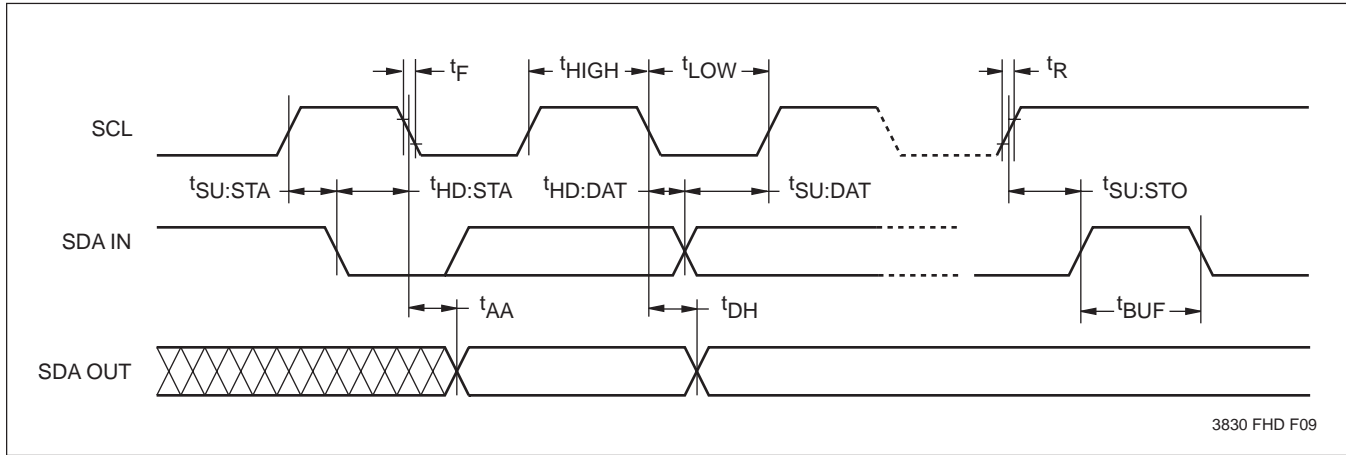 tF tHIGH tLOW tR
SCL
tSU:STA tHD:STA tHD:DAT tSU:DAT tSU:STO
SDA IN
tAA tDH tBUF
SDA OUT
3830 FHD F09